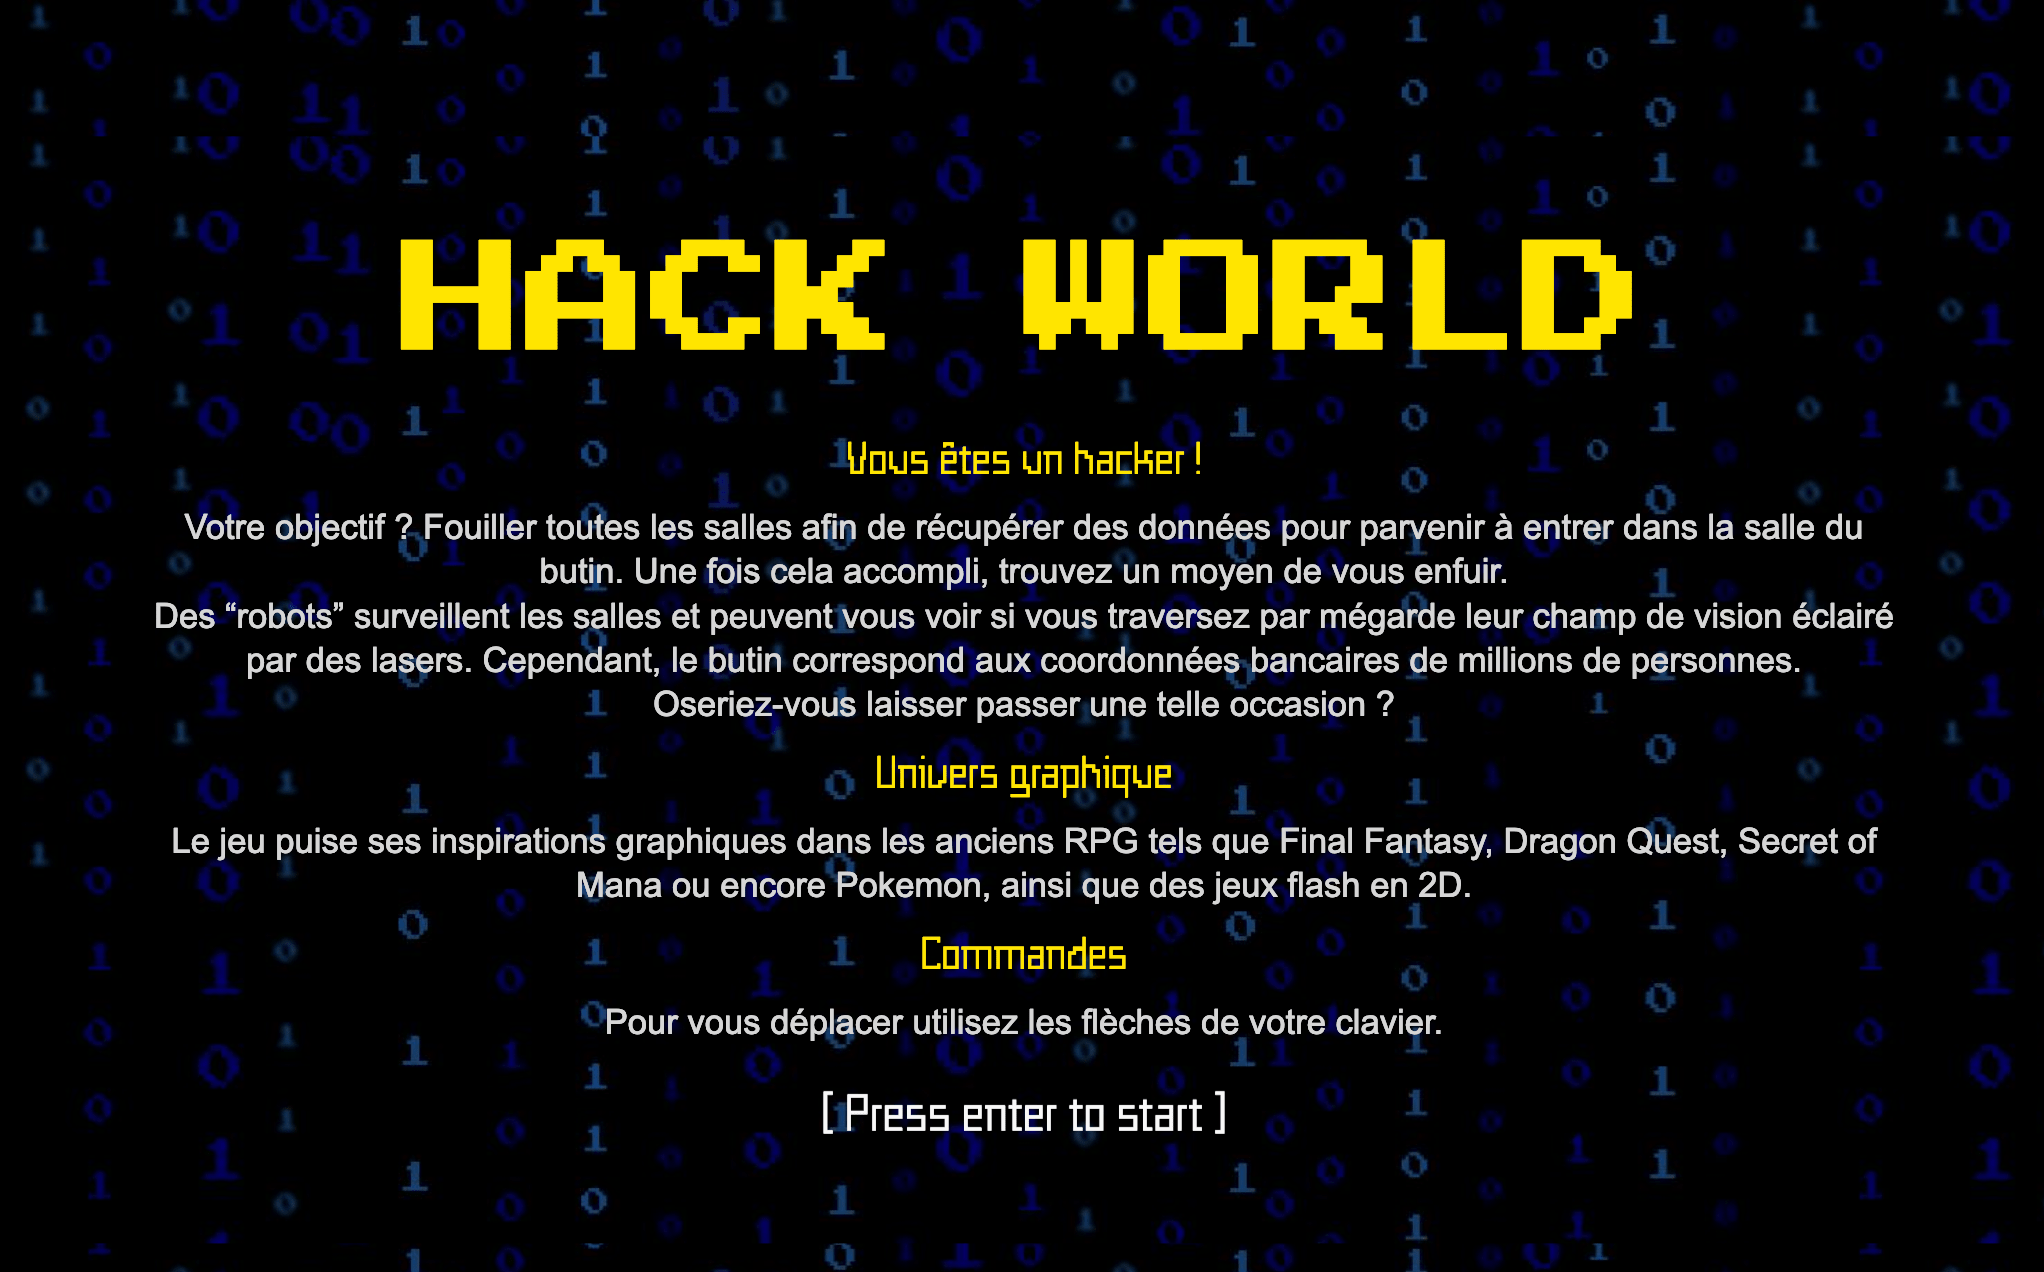 HACK WORLD
Vous êtes un hacker !
Votre objectif ? Fouiller toutes les salles afin de récupérer des données pour parvenir à entrer dans la salle du
butin. Une fois cela accompli, trouvez un moyen de vous enfuir.
Des “robots” surveillent les salles et peuvent vous voir si vous traversez par mégarde leur champ de vision éclairé
par des lasers. Cependant, le butin correspond aux coordonnées bancaires de millions de personnes.
Oseriez-vous laisser passer une telle occasion ?
Univers graphique
Le jeu puise ses inspirations graphiques dans les anciens RPG tels que Final Fantasy, Dragon Quest, Secret of
Mana ou encore Pokemon, ainsi que des jeux flash en 2D.
Commandes
Pour vous déplacer utilisez les flèches de votre clavier.
[ Press enter to start ]